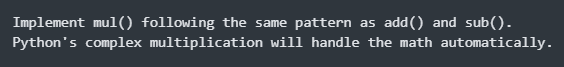 Implement mul() following the same pattern as add() and sub().
Python's complex multiplication will handle the math automatically.